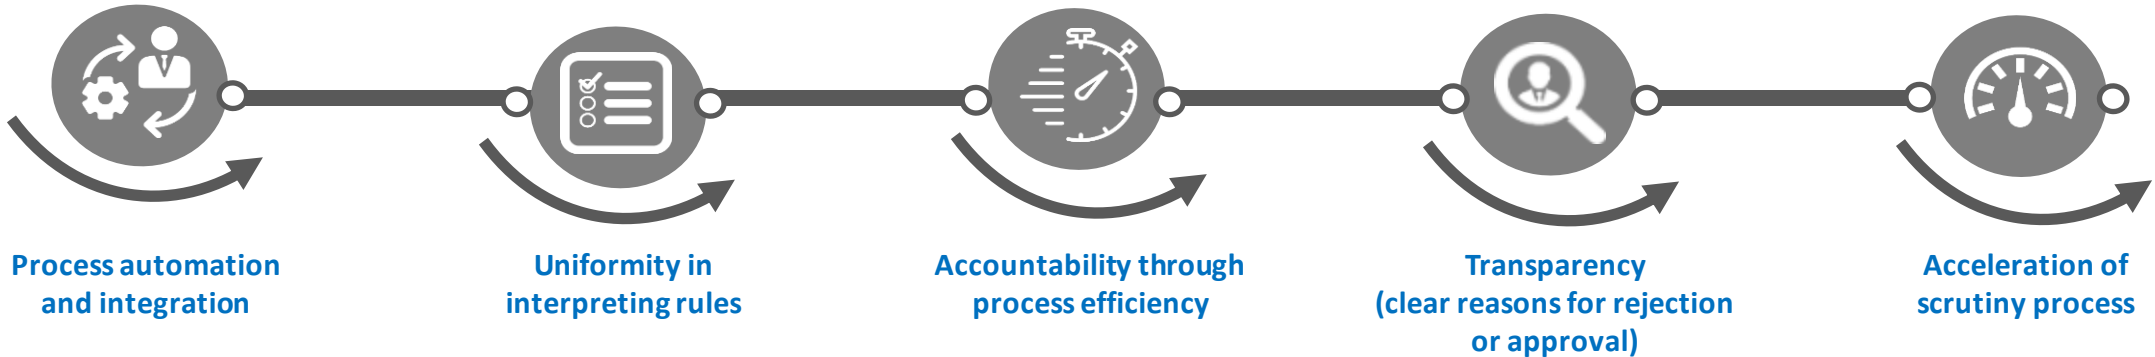 Process automation
and integration
Uniformity in
interpreting rules
Accountability through
process efficiency
Transparency
(clear reasons for rejection
or approval)
Acceleration of
scrutiny process